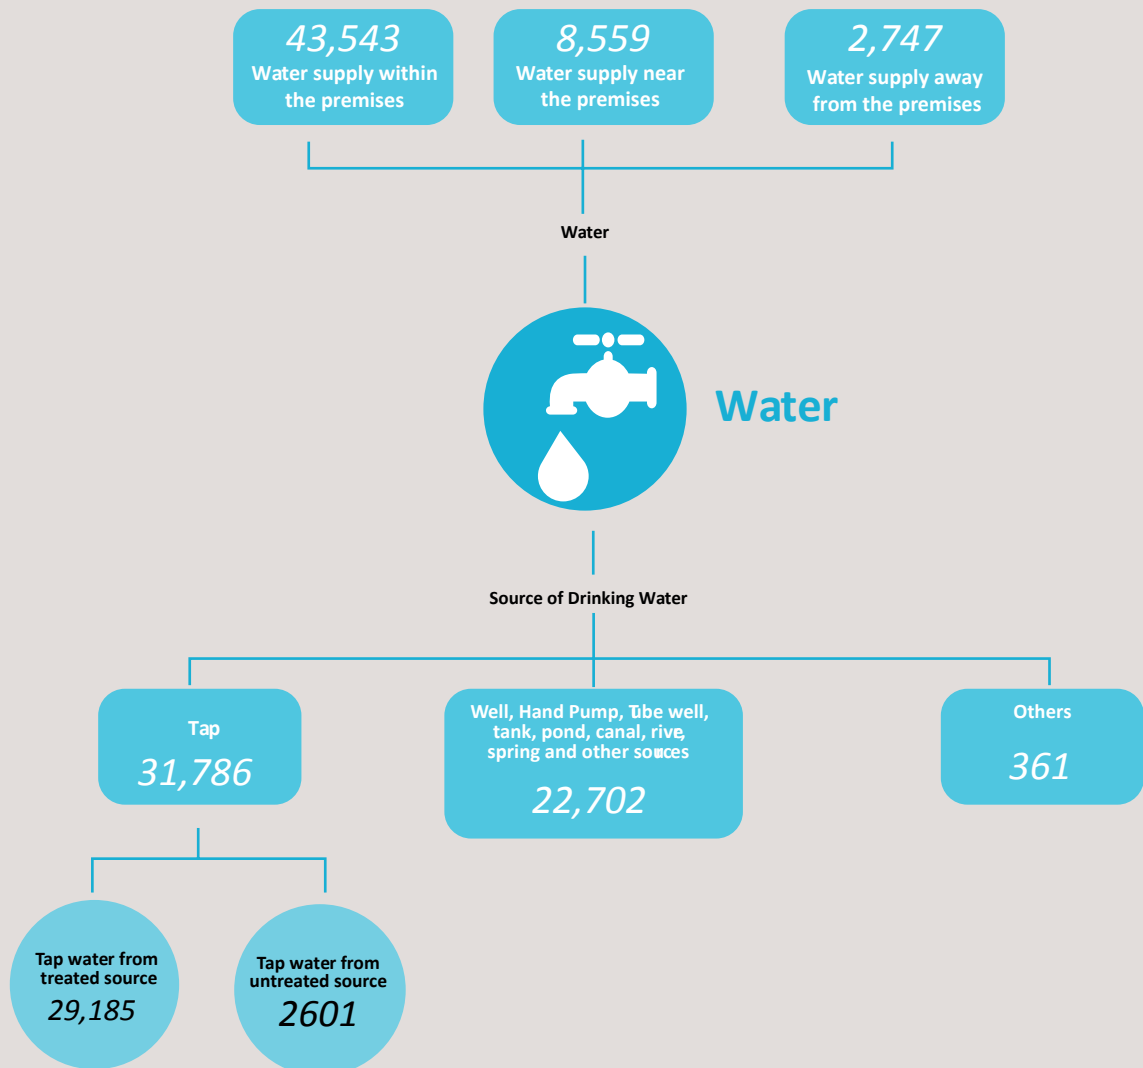 43,543
Water supply within
the premises
8,559
Water supply near
the premises
2,747
Water supply away
from the premises
Water
Water
Source of Drinking Water
Tap
31,786
Well, Hand Pump, Tube well,
tank, pond, canal, river,
spring and other sources
22,702
Others
361
Tap water from
treated source
29,185
Tap water from
untreated source
2601